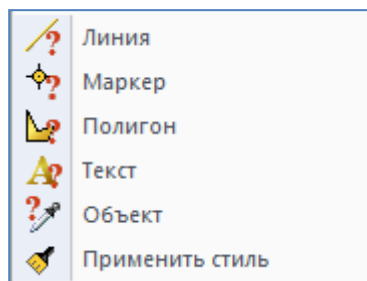 Линия
Маркер
Полигон
Текст
Объект
Применить стиль